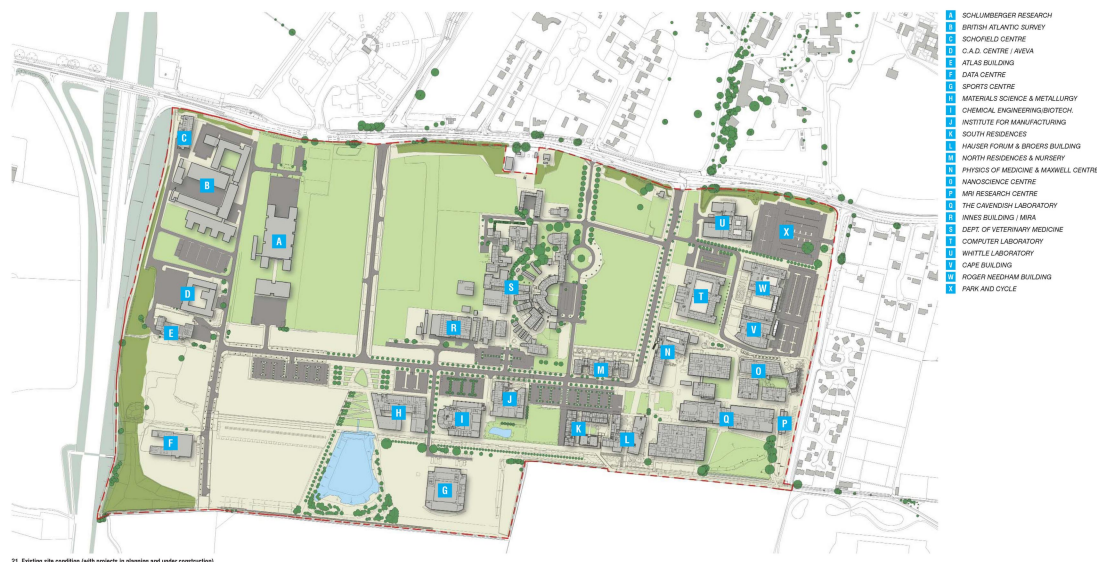 A SCHLUMBERGER RESEARCH
B BRITISH ATLANTIC SURVEY
C SCHOFIELD CENTRE
D C.A.D. CENTRE / AVEVA
E ATLAS BUILDING
F DATA CENTRE
G SPORTS CENTRE
H MATERIALS SCIENCE & METALLURGY
I CHEMICAL ENGINEERING/BIOTECH.
J INSTITUTE FOR MANUFACTURING
K SOUTH RESIDENCES
L HAUSER FORUM & BROERS BUILDING
M NORTH RESIDENCES & NURSERY
N PHYSICS OF MEDICINE & MAXWELL CENTRE
O NANOSCIENCE CENTRE
P MRI RESEARCH CENTRE
Q THE CAVENDISH LABORATORY
R INNES BUILDING / MIRA
S DEPT. OF VETERINARY MEDICINE
T COMPUTER LABORATORY
U WHITTLE LABORATORY
V CAPE BUILDING
W ROGER NEEDHAM BUILDING
X PARK AND CYCLE
C
B
A
U
X
D
S
T
W
E
R
V
N
M
O
J
H
I
K
Q
P
L
F
G
21 Existing site condition (with projects in planning and under construction)